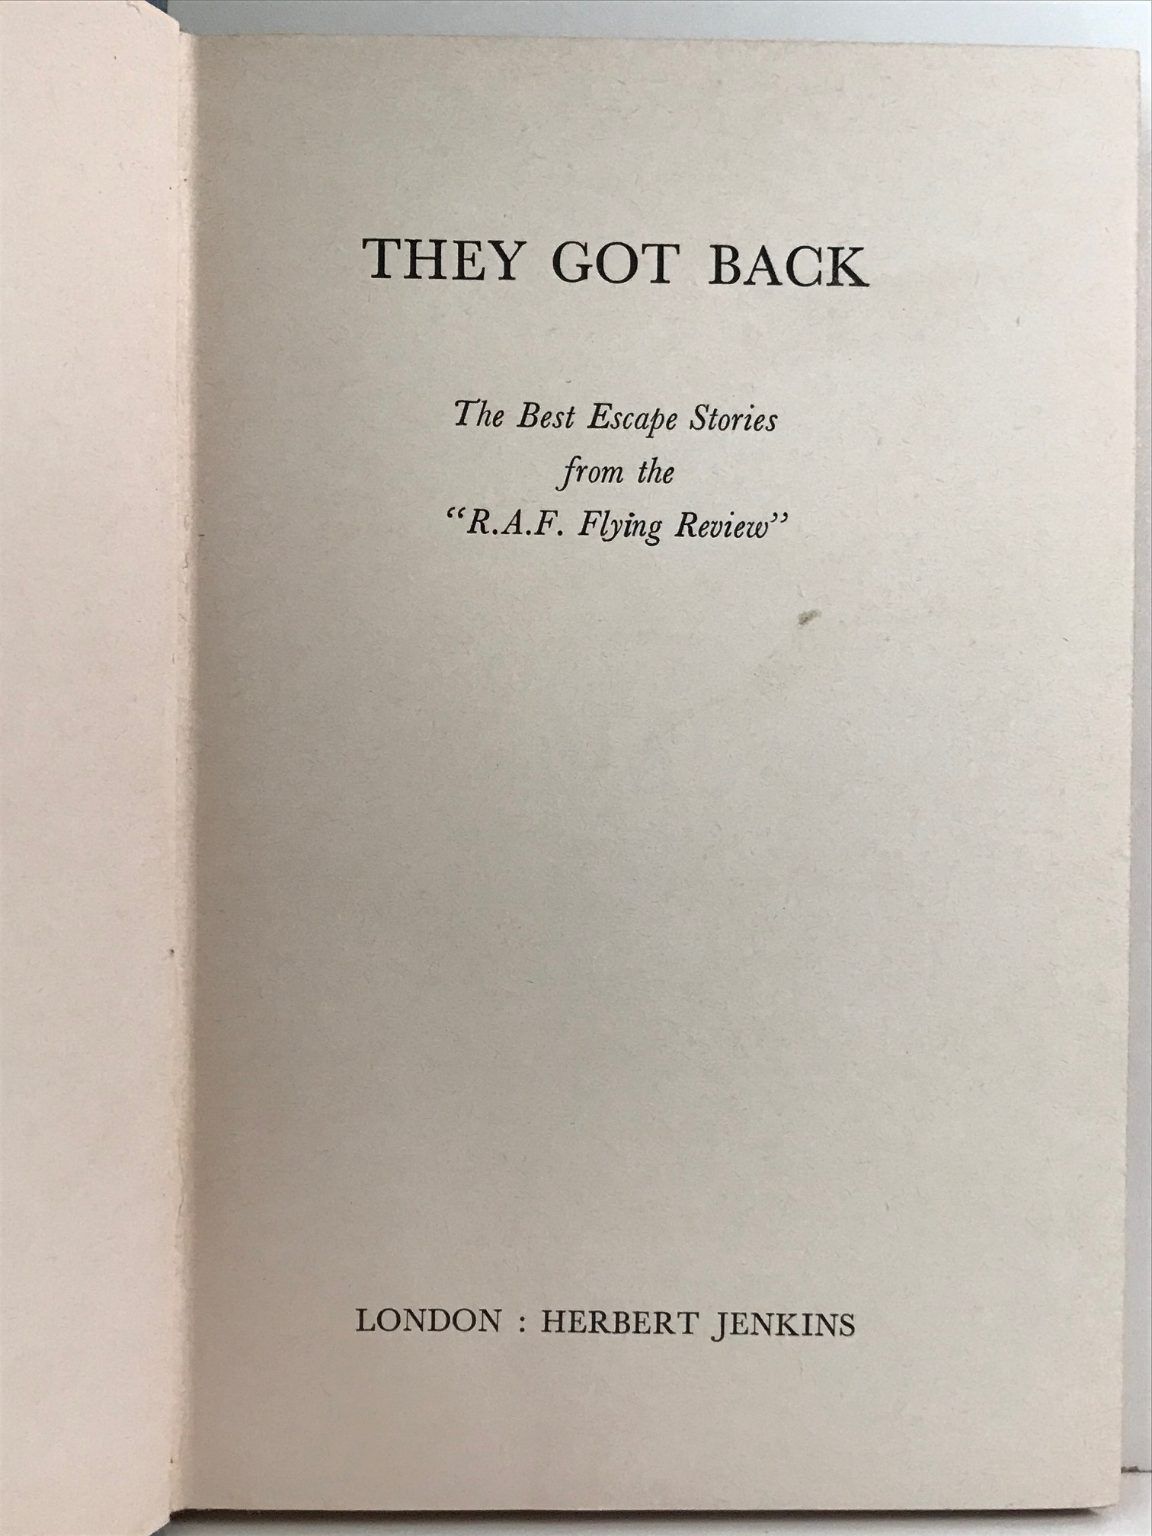 THEY GOT BACK
The Best Escape Stories
from the
“R.A.F. Flying Review”
LONDON : HERBERT JENKINS